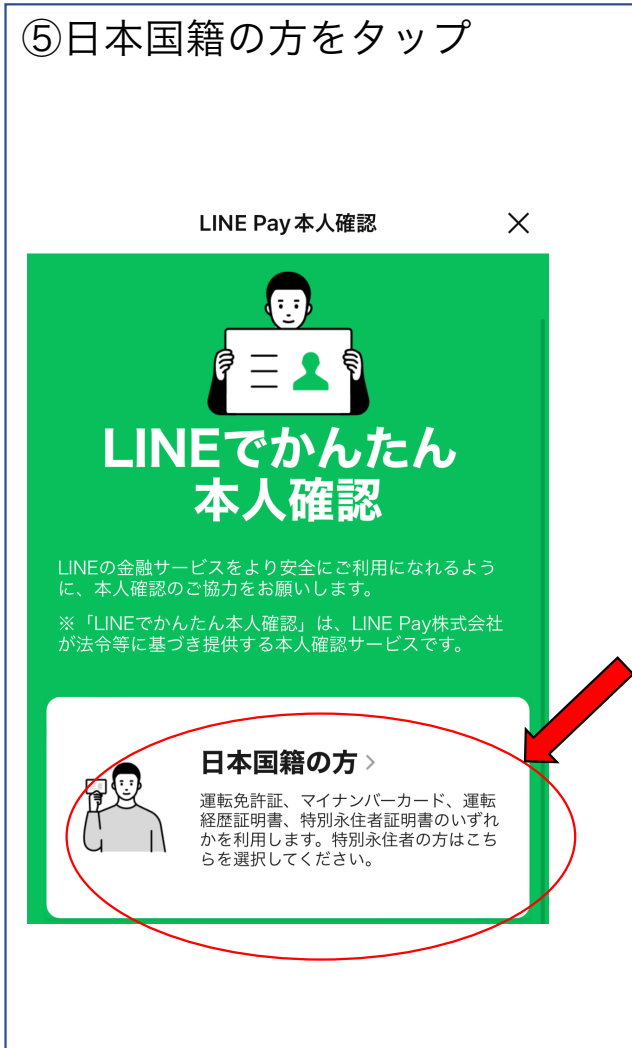 ⑤日本国籍の方をタップ
LINE Pay本人確認
LINEでかんたん
本人確認
LINEの金融サービスをより安全にご利用になれるよう
に、本人確認のご協力をお願いします。
※「LINEでかんたん本人確認」は、LINE Pay株式会社
が法令等に基づき提供する本人確認サービスです。
日本国籍の方
運転免許証、マイナンバーカード、運転
経歴証明書、特別永住者証明書のいずれ
かを利用します。特別永住者の方はこち
らを選択してください。